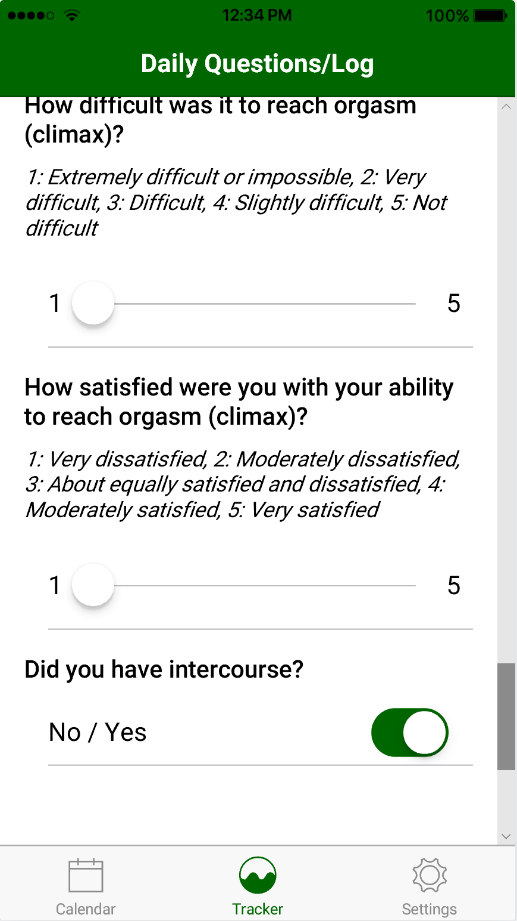 12:34 PM
100%
Daily Questions/Log
How difficult was it to reach orgasm
(climax)?
1: Extremely difficult or impossible, 2: Very
difficult, 3: Difficult, 4: Slightly difficult, 5: Not
difficult
1
5
How satisfied were you with your ability
to reach orgasm (climax)?
1: Very dissatisfied, 2: Moderately dissatisfied,
3: About equally satisfied and dissatisfied, 4:
Moderately satisfied, 5: Very satisfied
1
5
Did you have intercourse?
No / Yes
Calendar
Tracker
Settings